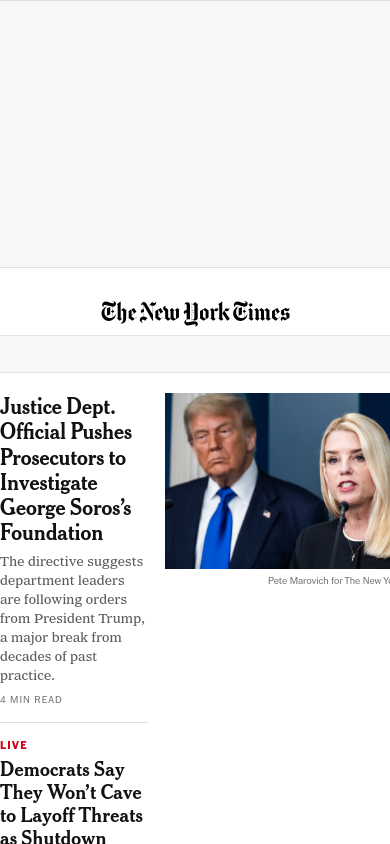 The New York Times
Justice Dept.
Official Pushes
Prosecutors to
Investigate
George Soros's
Foundation
The directive suggests
department leaders
are following orders
from President Trump,
a major break from
decades of past
practice.
4 MIN READ
Pete Marovich for The New
LIVE
Democrats Say
They Won't Cave
to Layoff Threats
as Shutdown